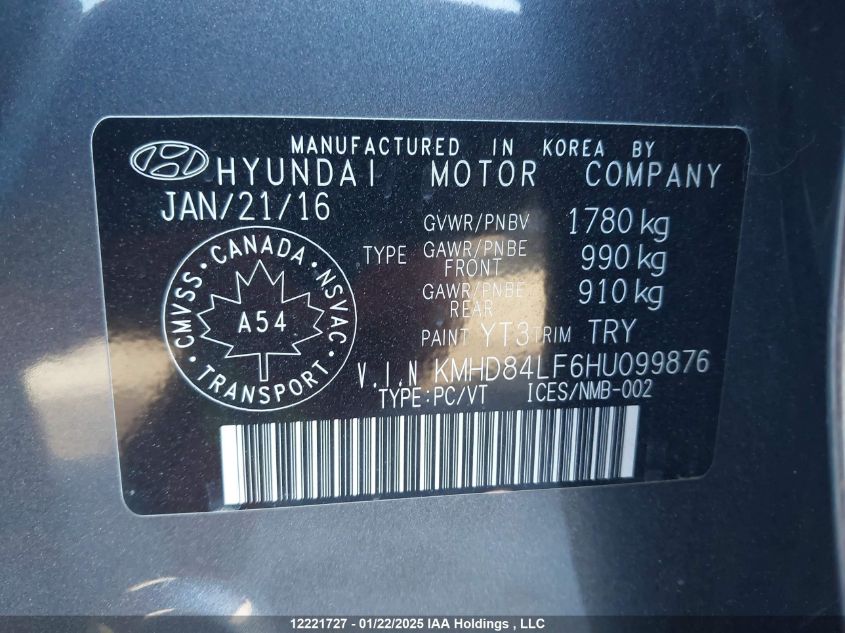 MANUFACTURED IN KOREA BY
HYUNDAI MOTOR COMPANY
JAN/21/16
GVWR/PNBV 1780 kg
TYPE GAWR/PNBE FRONT 990 kg
GAWR/PNBE REAR 910 kg
PAINT YT3 TRIM TRY
V.I.N KMHD84LF6HU099876
TYPE:PC/VT ICES/NMB-002
CMVSS · CANADA · NSVAC · TRANSPORT ·
A54
12221727 - 01/22/2025 IAA Holdings , LLC